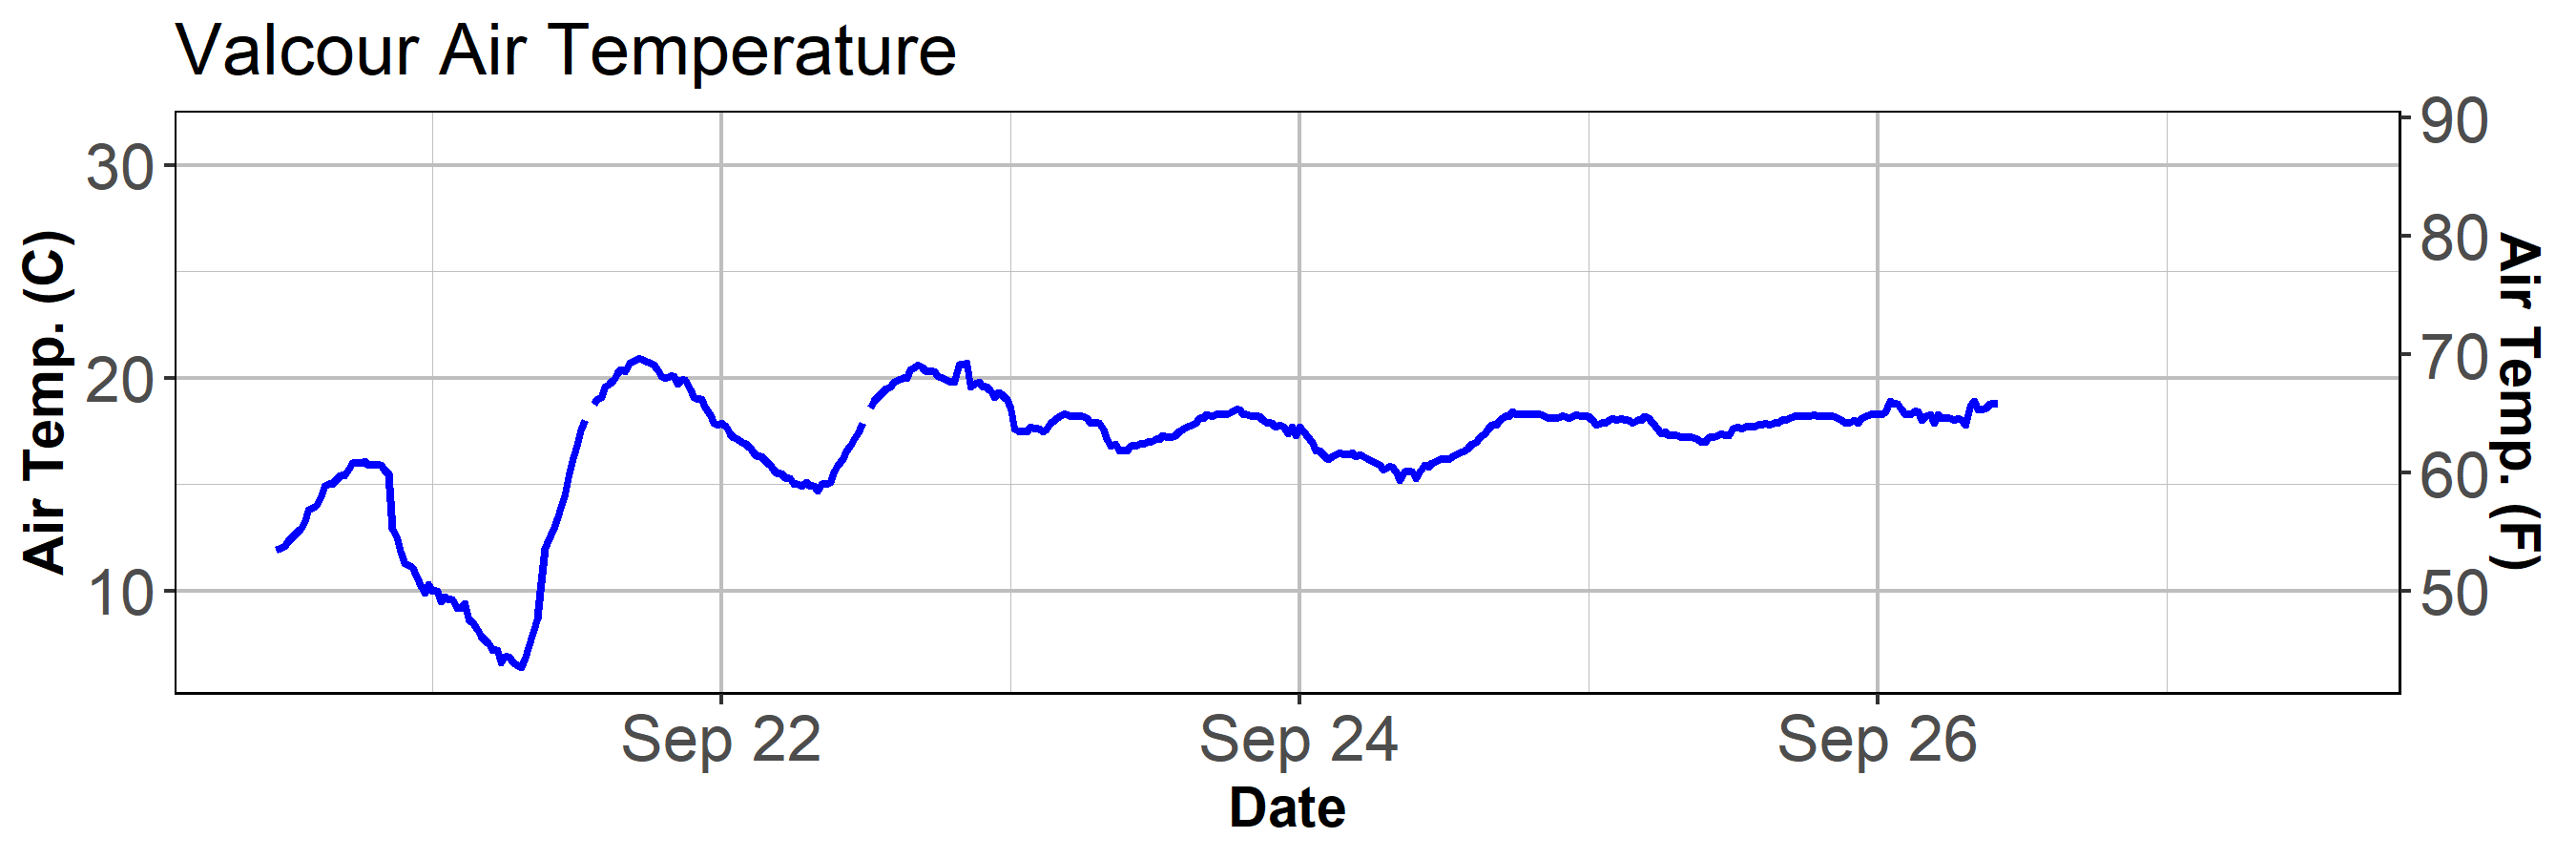 Valcour Air Temperature
Air Temp. (C)
30
20
10
90
80
70
60
50
Air Temp. (F)
Sep 22
Sep 24
Sep 26
Date